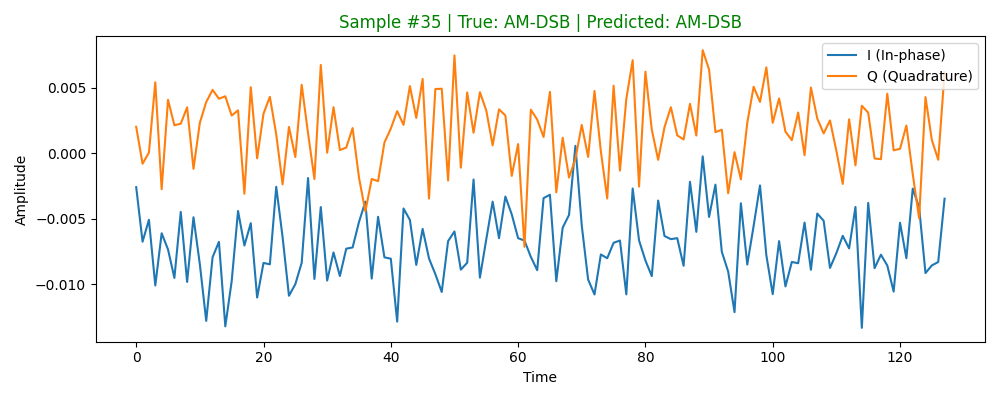 Sample #35 | True: AM-DSB | Predicted: AM-DSB
I (In-phase)
Q (Quadrature)
Amplitude
0.005
0.000
−0.005
−0.010
0 20 40 60 80 100 120
Time